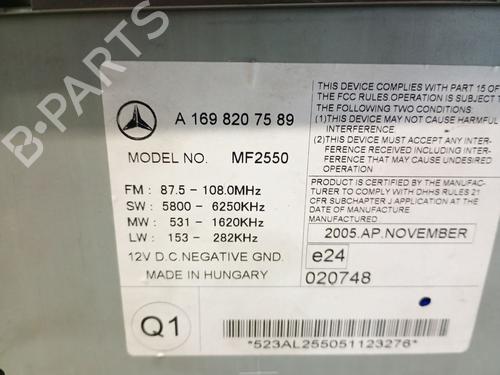 B-PARTS
A 169 820 75 89
MODEL NO. MF2550
FM : 87.5 - 108.0MHz
SW : 5800 - 6250KHz
MW : 531 - 1620KHz
LW : 153 - 282KHz
12V D.C.NEGATIVE GND.
MADE IN HUNGARY
Q1
THIS DEVICE COMPLIES WITH PART 15 OF
THE FCC RULES.OPERATION IS SUBJECT T
THE FOLLOWING TWO CONDITIONS:
(1)THIS DEVICE MAY NOT CAUSE HARMFUL
INTERFERENCE, AND
(2)THIS DEVICE MUST ACCEPT ANY INTER-
FERENCE RECEIVED INCLUDING INTER-
FERENCE THAT MAY CAUSE UNDESIRED
OPERATION
PRODUCT IS CERTIFIED BY THE MANUFAC-
TURER TO COMPLY WITH DHHS RULES 21
CFR SUBCHAPTER J APPLICATION AT THE
DATE OF MANUFACTURE
MANUFACTURED
2005.AP.NOVEMBER
e24
020748
*523AL255051123276*